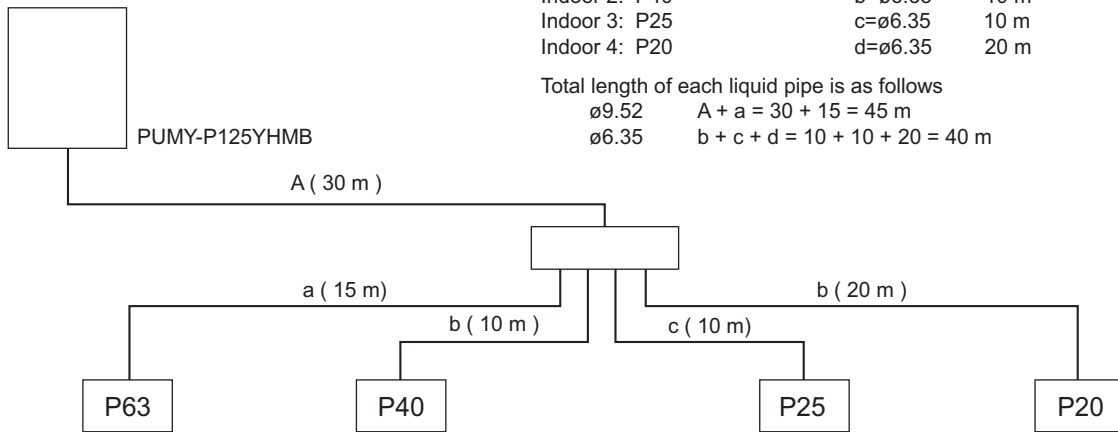 Indoor 3: P25 c=ø6.35 10 m
Indoor 4: P20 d=ø6.35 20 m
Total length of each liquid pipe is as follows
ø9.52 A + a = 30 + 15 = 45 m
ø6.35 b + c + d = 10 + 10 + 20 = 40 m
PUMY-P125YHMB
A ( 30 m )
a ( 15 m)
b ( 20 m )
b ( 10 m )
c ( 10 m)
P63
P40
P25
P20